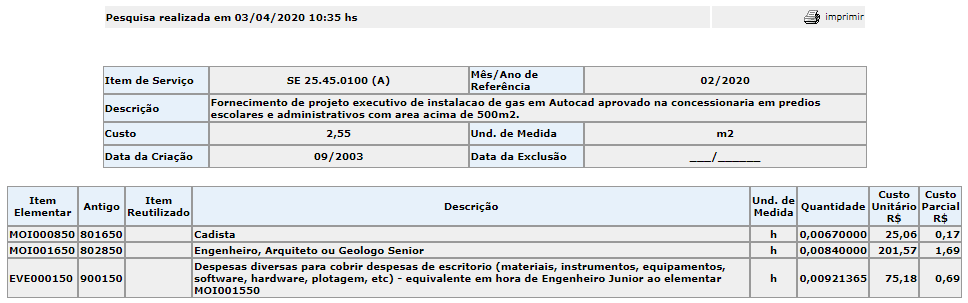 Pesquisa realizada em 03/04/2020 10:35 hs
imprimir
Item de Serviço SE 25.45.0100 (A) Mês/Ano de Referência 02/2020
Descrição Fornecimento de projeto executivo de instalacao de gas em Autocad aprovado na concessionaria em predios
escolares e administrativos com area acima de 500m2.
Custo 2,55 Und. de Medida m2
Data da Criação 09/2003 Data da Exclusão ___/______
Item Elementar Antigo Item Reutilizado Descrição Und. de Medida Quantidade Custo Unitário R$ Custo Parcial R$
MOI000850 801650 Cadista h 0,00670000 25,06 0,17
MOI001650 802850 Engenheiro, Arquiteto ou Geologo Senior h 0,00840000 201,57 1,69
EVE000150 900150 Despesas diversas para cobrir despesas de escritorio (materiais, instrumentos, equipamentos,
software, hardware, plotagem, etc) - equivalente em hora de Engenheiro Junior ao elementar
MOI001550 h 0,00921365 75,18 0,69